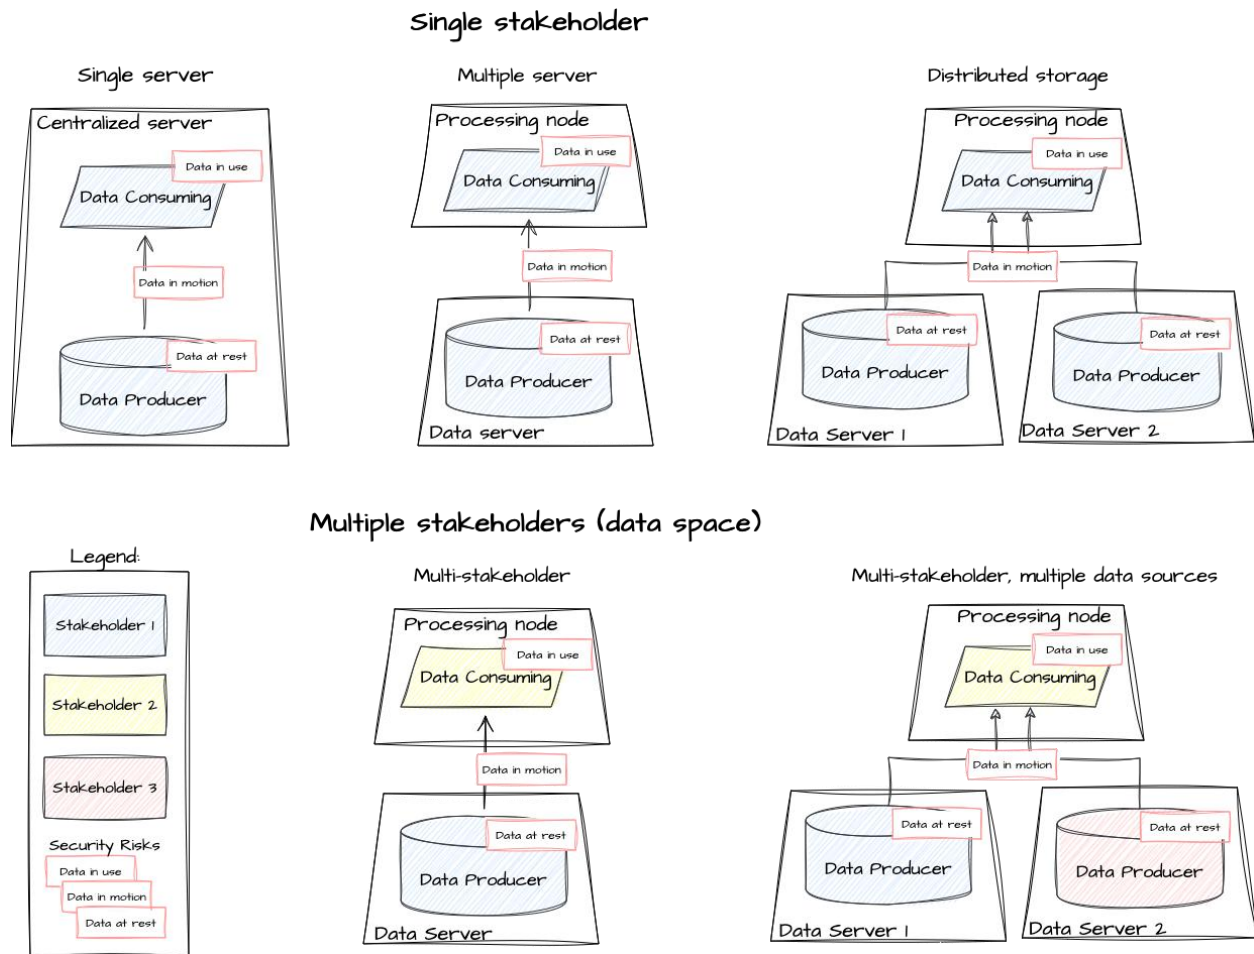 Single stakeholder
Single server
Multiple server
Distributed storage
Centralized server
Data in use
Data Consuming
Data in motion
Data at rest
Data Producer
Processing node
Data in use
Data Consuming
Data in motion
Data at rest
Data Producer
Data server
Processing node
Data in use
Data Consuming
Data in motion
Data at rest
Data Producer
Data Server 1
Data at rest
Data Producer
Data Server 2
Multiple stakeholders (data space)
Legend:
Stakeholder 1
Stakeholder 2
Stakeholder 3
Security Risks
Data in use
Data in motion
Data at rest
Multi-stakeholder
Processing node
Data in use
Data Consuming
Data in motion
Data at rest
Data Producer
Data Server
Multi-stakeholder, multiple data sources
Processing node
Data in use
Data Consuming
Data in motion
Data at rest
Data Producer
Data Server 1
Data at rest
Data Producer
Data Server 2